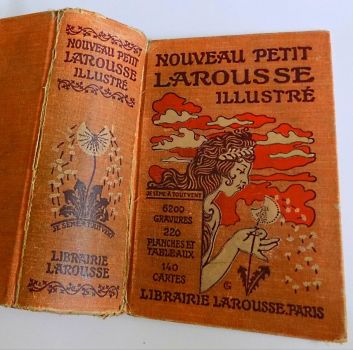 NOUVEAU PETIT
LAROUSSE
ILLUSTRÉ
JE SÈME À TOUT VENT
LIBRAIRIE
LAROUSSE
NOUVEAU PETIT
LAROUSSE
ILLUSTRÉ
JE SÈME À TOUT VENT
6200
GRAVURES
220
PLANCHES ET
TABLEAUX
140
CARTES
LIBRAIRIE LAROUSSE. PARIS